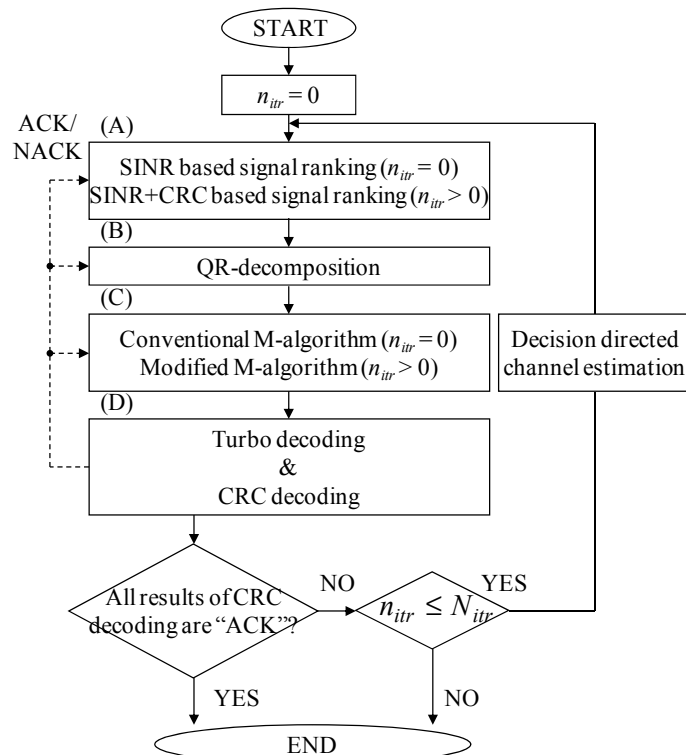 START
n_itr = 0
ACK/
NACK
(A)
SINR based signal ranking (n_itr = 0)
SINR+CRC based signal ranking (n_itr > 0)
(B)
QR-decomposition
(C)
Conventional M-algorithm (n_itr = 0)
Modified M-algorithm (n_itr > 0)
Decision directed
channel estimation
(D)
Turbo decoding
&
CRC decoding
All results of CRC
decoding are “ACK”?
NO
n_itr ≤ N_itr
YES
YES
NO
END